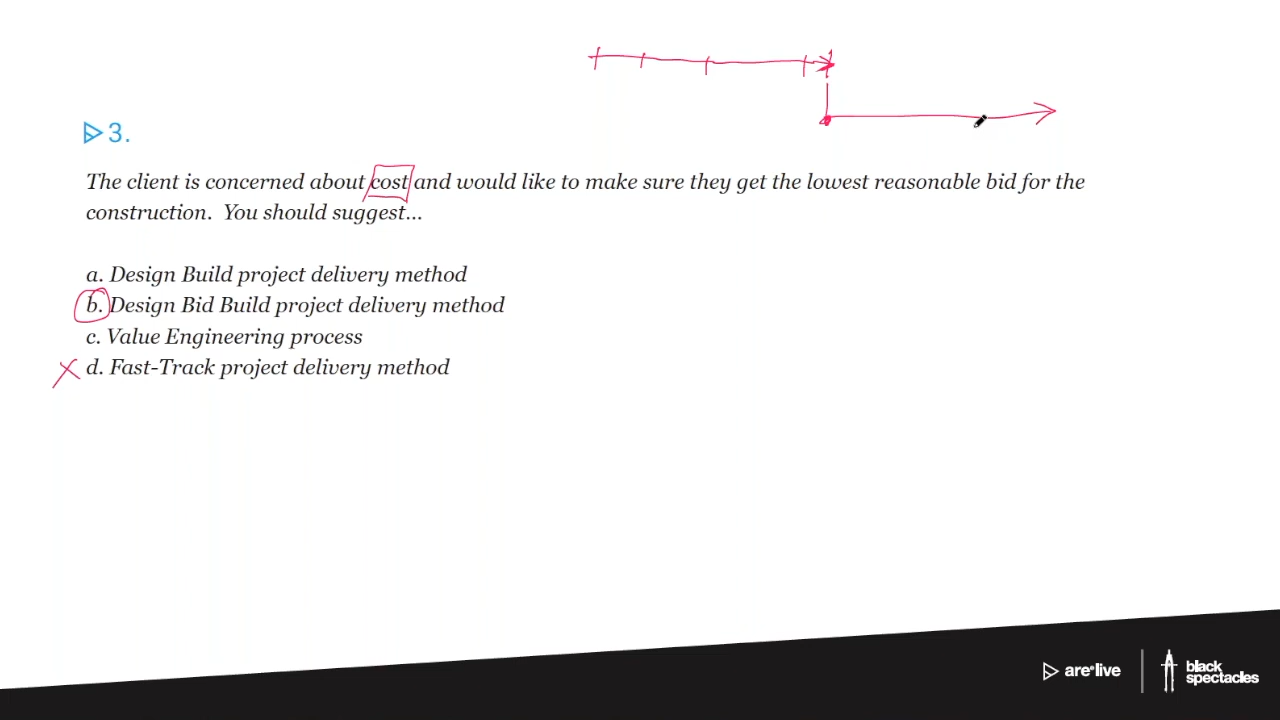 3.
The client is concerned about cost and would like to make sure they get the lowest reasonable bid for the
construction. You should suggest...
a. Design Build project delivery method
b. Design Bid Build project delivery method
c. Value Engineering process
d. Fast-Track project delivery method
are•live
black
spectacles